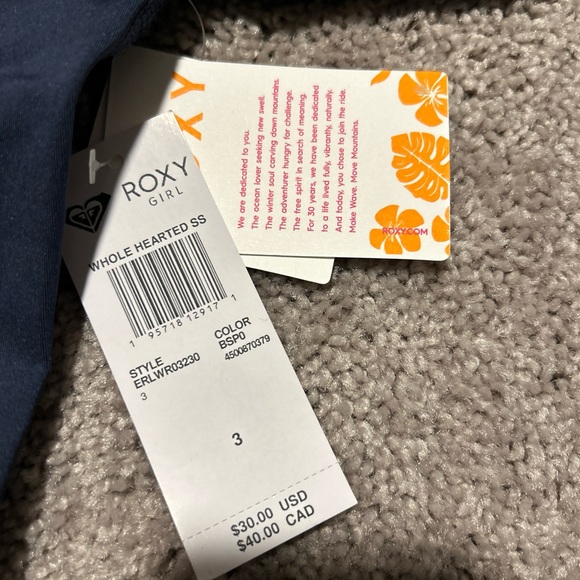 ROXY
GIRL
WHOLE HEARTED SS
1 95718 12917 1
STYLE
ERLWR03230
3
COLOR
BSP0
4500870379
3
$30.00 USD
$40.00 CAD
We are dedicated to you.
The ocean lover seeking new swell.
The winter soul carving down mountains.
The adventurer hungry for challenge.
The free spirit in search of meaning.
For 30 years, we have been dedicated
to a life lived fully, vibrantly, naturally.
And today, you chose to join the ride.
Make Wave. Move Mountains.
ROXY.COM